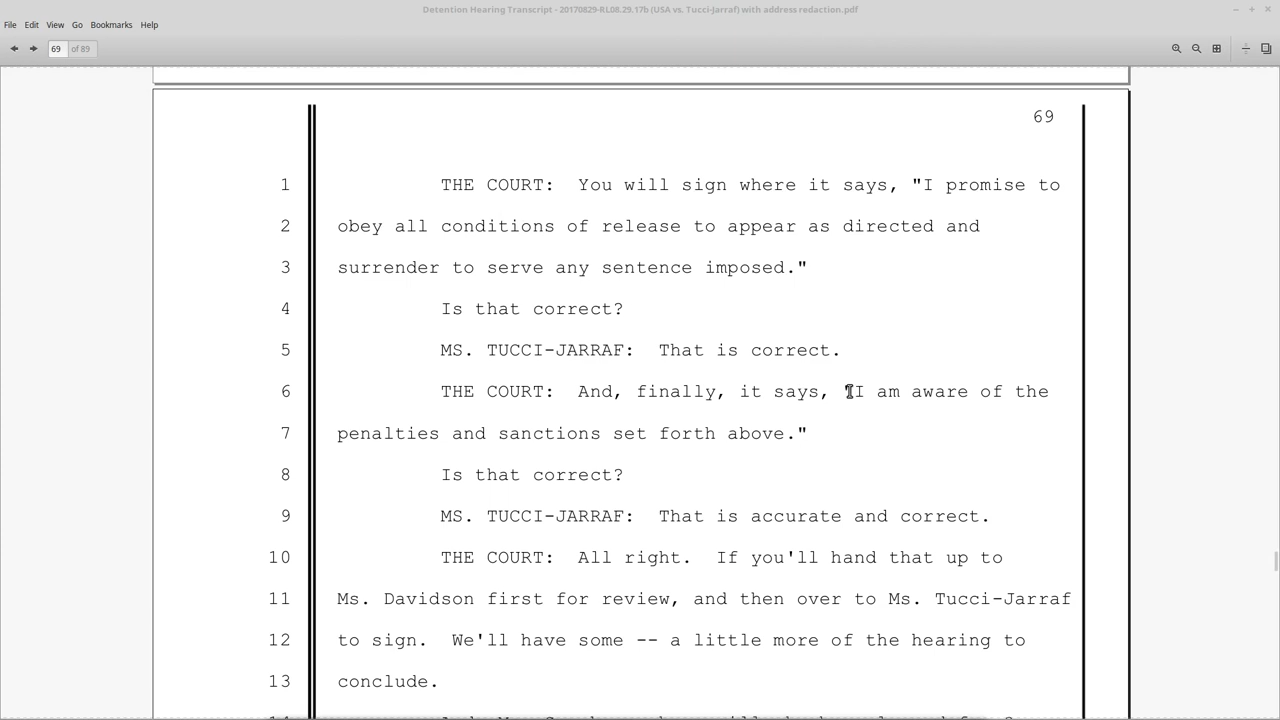 Detention Hearing Transcript - 20170829-RL08.29.17b (USA vs. Tucci-Jarraf) with address redaction.pdf
File Edit View Go Bookmarks Help
69 of 89
69
1 THE COURT: You will sign where it says, "I promise to
2 obey all conditions of release to appear as directed and
3 surrender to serve any sentence imposed."
4 Is that correct?
5 MS. TUCCI-JARRAF: That is correct.
6 THE COURT: And, finally, it says, "I am aware of the
7 penalties and sanctions set forth above."
8 Is that correct?
9 MS. TUCCI-JARRAF: That is accurate and correct.
10 THE COURT: All right. If you'll hand that up to
11 Ms. Davidson first for review, and then over to Ms. Tucci-Jarraf
12 to sign. We'll have some -- a little more of the hearing to
13 conclude.